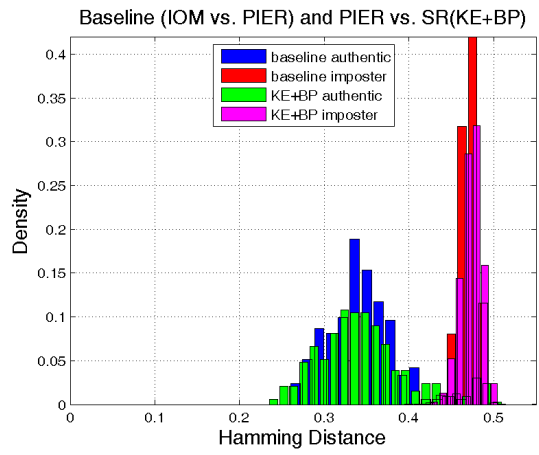 Baseline (IOM vs. PIER) and PIER vs. SR(KE+BP)
baseline authentic
baseline imposter
KE+BP authentic
KE+BP imposter
0.4
0.35
0.3
0.25
0.2
0.15
0.1
0.05
0
Density
0 0.1 0.2 0.3 0.4 0.5
Hamming Distance